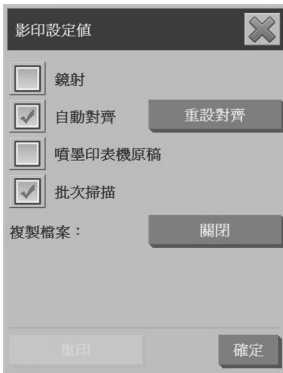 影印設定值
鏡射
自動對齊 重設對齊
噴墨印表機原稿
批次掃描
複製檔案： 關閉
重印 確定